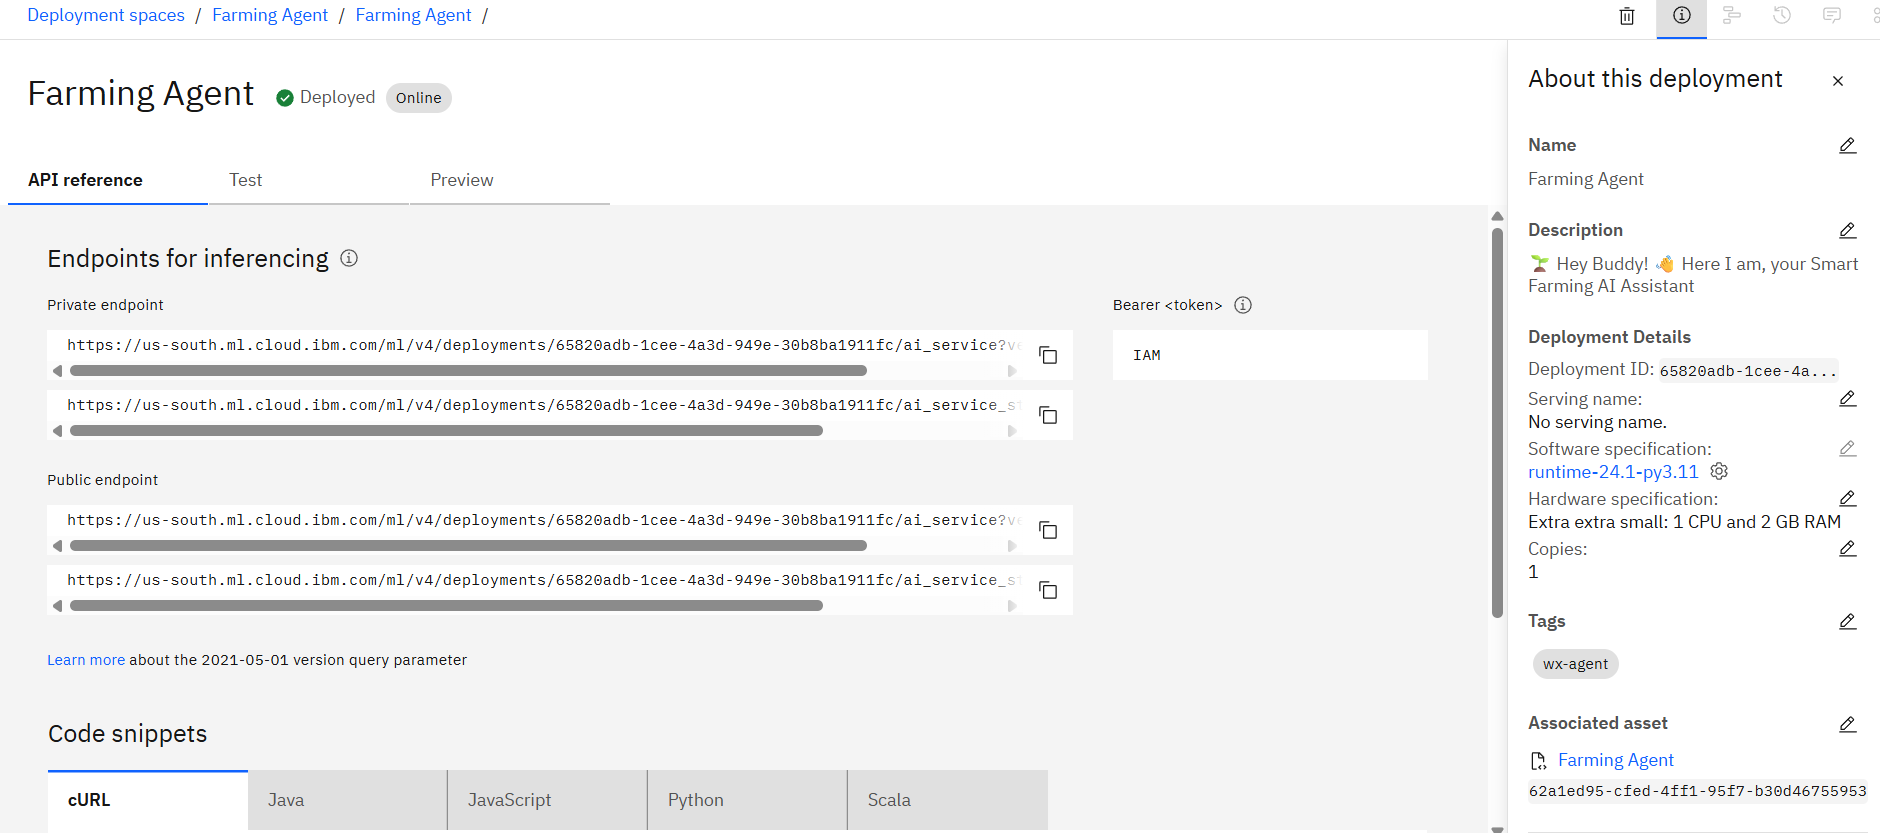 Deployment spaces / Farming Agent / Farming Agent /
Farming Agent Deployed Online
API reference Test Preview
Endpoints for inferencing
Private endpoint
https://us-south.ml.cloud.ibm.com/ml/v4/deployments/65820adb-1cee-4a3d-949e-30b8ba1911fc/ai_service?ve
https://us-south.ml.cloud.ibm.com/ml/v4/deployments/65820adb-1cee-4a3d-949e-30b8ba1911fc/ai_service_s
Bearer <token>
IAM
Public endpoint
https://us-south.ml.cloud.ibm.com/ml/v4/deployments/65820adb-1cee-4a3d-949e-30b8ba1911fc/ai_service?ve
https://us-south.ml.cloud.ibm.com/ml/v4/deployments/65820adb-1cee-4a3d-949e-30b8ba1911fc/ai_service_s
Learn more about the 2021-05-01 version query parameter
Code snippets
cURL Java JavaScript Python Scala
About this deployment
Name
Farming Agent
Description
🌱 Hey Buddy! 👋 Here I am, your Smart
Farming AI Assistant
Deployment Details
Deployment ID: 65820adb-1cee-4a...
Serving name:
No serving name.
Software specification:
runtime-24.1-py3.11
Hardware specification:
Extra extra small: 1 CPU and 2 GB RAM
Copies:
1
Tags
wx-agent
Associated asset
Farming Agent
62a1ed95-cfed-4ff1-95f7-b30d46755953